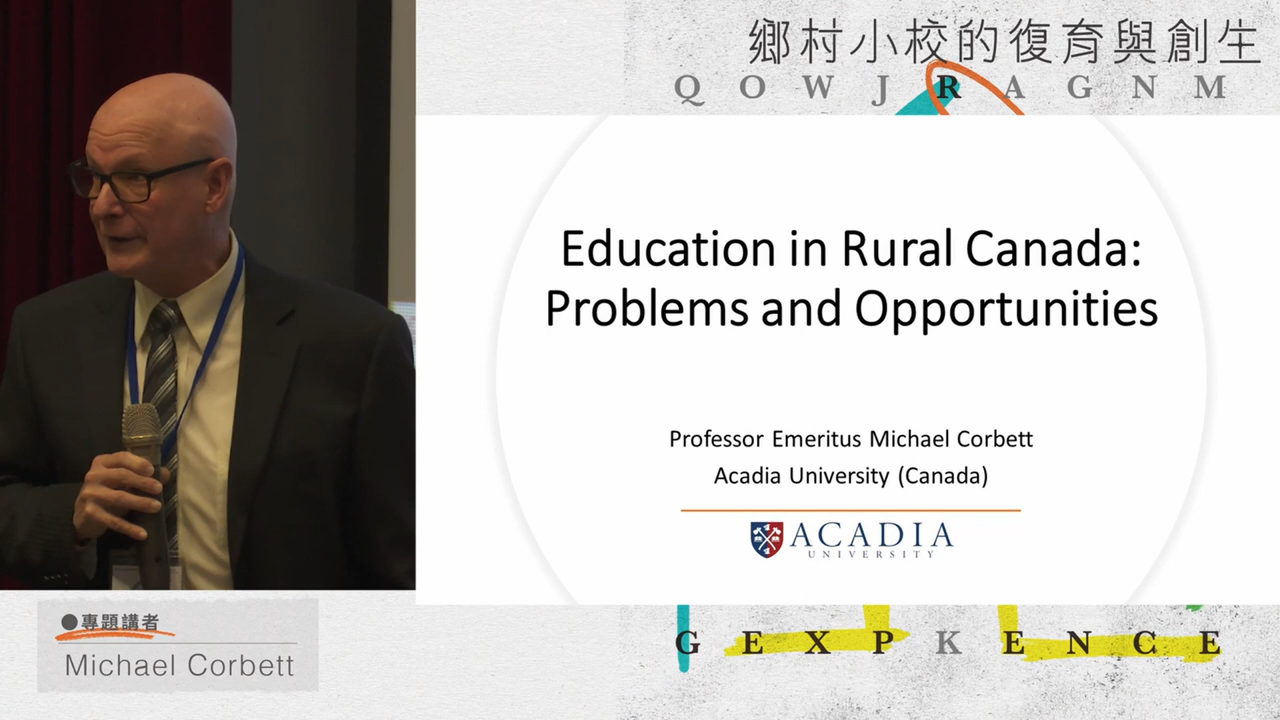 鄉村小校的復育與創生
Q O W J R A G N M
Education in Rural Canada:
Problems and Opportunities
Professor Emeritus Michael Corbett
Acadia University (Canada)
ACADIA
UNIVERSITY
●專題講者
Michael Corbett
G E X P K E N C E